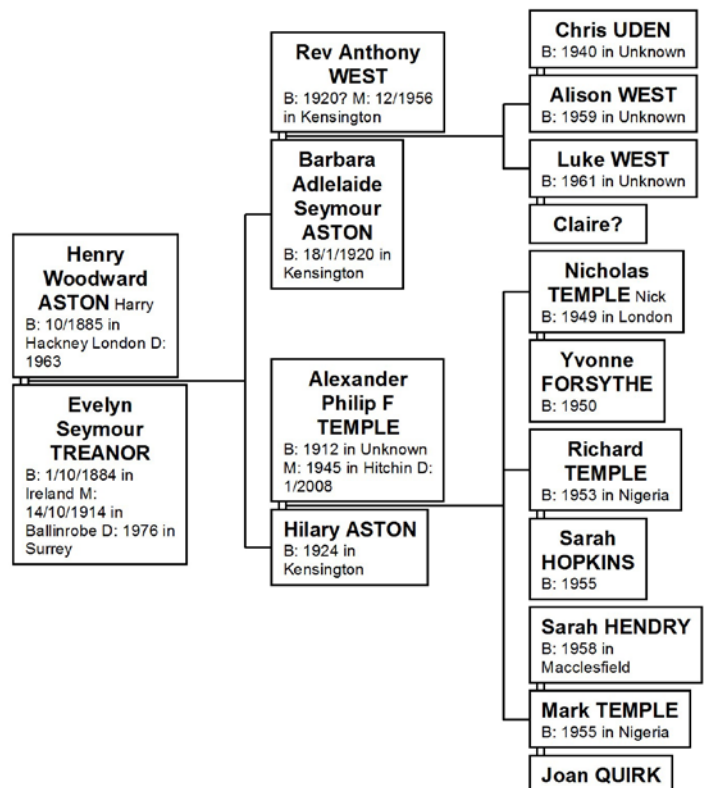 Henry
Woodward
ASTON Harry
B: 10/1885 in
Hackney London D:
1963
Evelyn
Seymour
TREANOR
B: 1/10/1884 in
Ireland M:
14/10/1914 in
Ballinrobe D: 1976 in
Surrey
Rev Anthony
WEST
B: 1920? M: 12/1956
in Kensington
Barbara
Adlelaide
Seymour
ASTON
B: 18/1/1920 in
Kensington
Alexander
Philip F
TEMPLE
B: 1912 in Unknown
M: 1945 in Hitchin D:
1/2008
Hilary ASTON
B: 1924 in
Kensington
Chris UDEN
B: 1940 in Unknown
Alison WEST
B: 1959 in Unknown
Luke WEST
B: 1961 in Unknown
Claire?
Nicholas
TEMPLE Nick
B: 1949 in London
Yvonne
FORSYTHE
B: 1950
Richard
TEMPLE
B: 1953 in Nigeria
Sarah
HOPKINS
B: 1955
Sarah HENDRY
B: 1958 in
Macclesfield
Mark TEMPLE
B: 1955 in Nigeria
Joan QUIRK